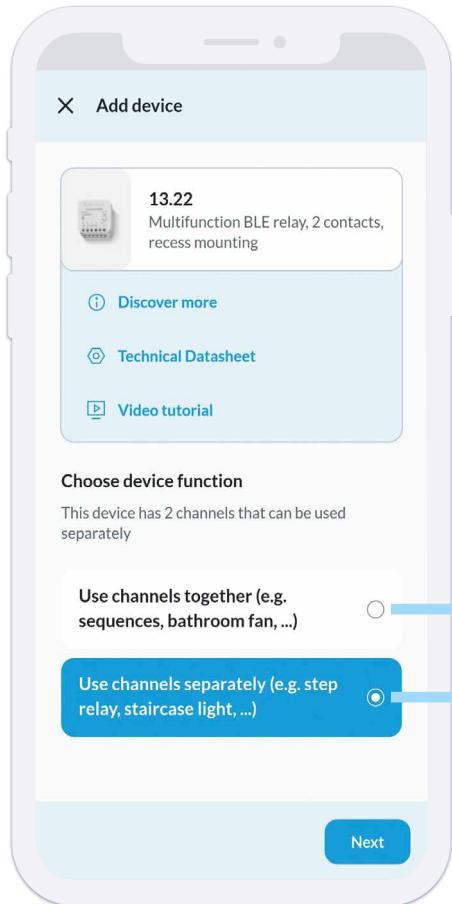 Add device
13.22
Multifunction BLE relay, 2 contacts,
recess mounting
Discover more
Technical Datasheet
Video tutorial
Choose device function
This device has 2 channels that can be used
separately
Use channels together (e.g.
sequences, bathroom fan, ...)
Use channels separately (e.g. step
relay, staircase light, ...)
Next